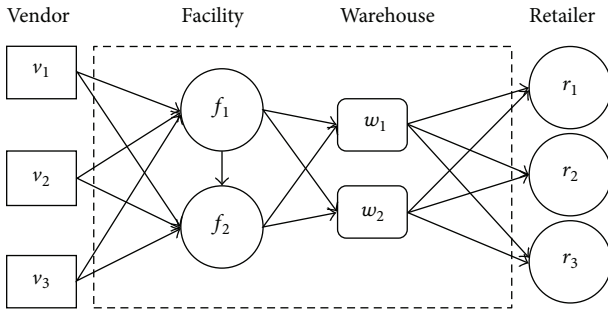 Vendor Facility Warehouse Retailer
v1 f1 w1 r1
v2 f2 w2 r2
v3 r3